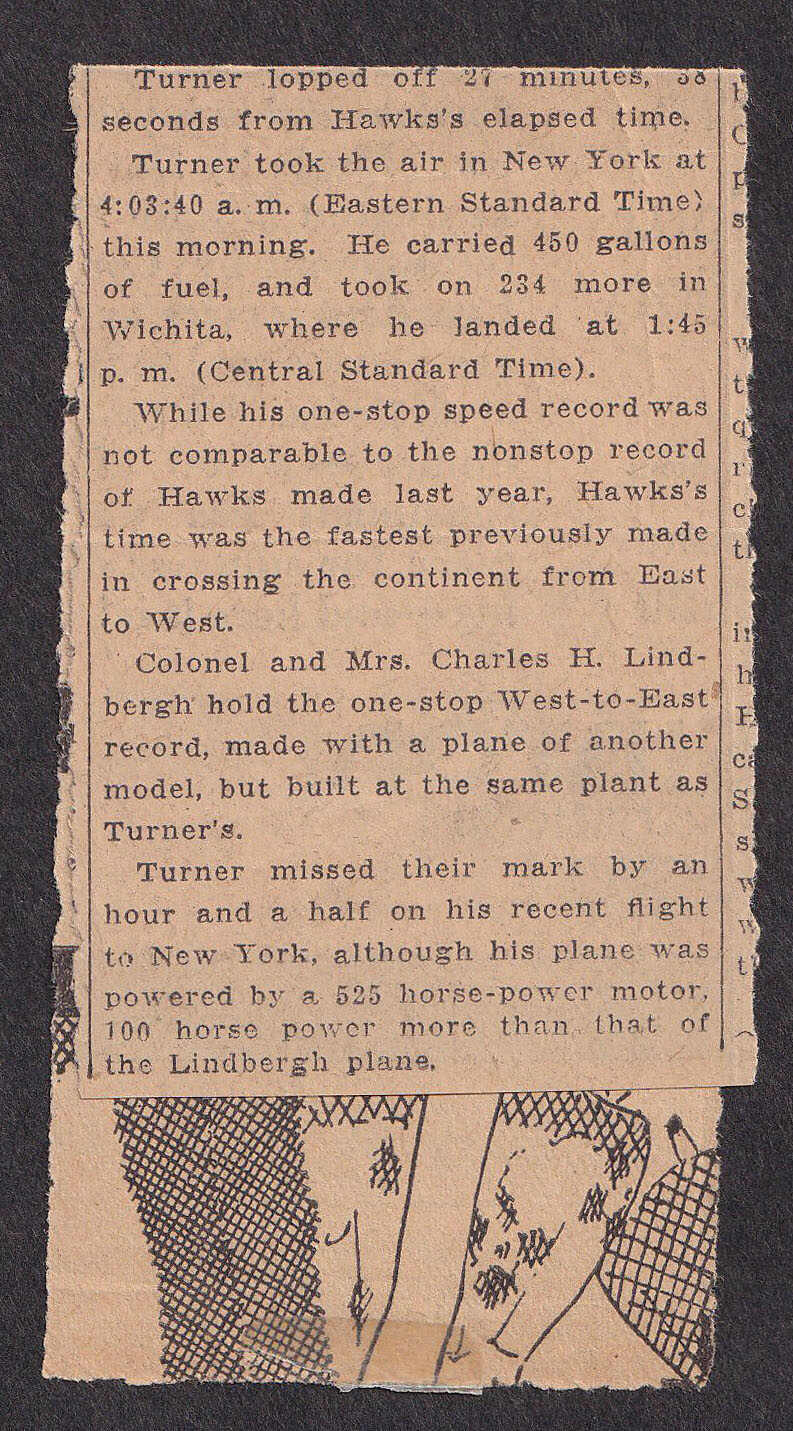 Turner lopped off 27 minutes, 38
seconds from Hawks's elapsed time.
Turner took the air in New York at
4:03:40 a. m. (Eastern Standard Time)
this morning. He carried 450 gallons
of fuel, and took on 234 more in
Wichita, where he landed at 1:45
p. m. (Central Standard Time).
While his one-stop speed record was
not comparable to the nonstop record
of Hawks made last year, Hawks's
time was the fastest previously made
in crossing the continent from East
to West.
Colonel and Mrs. Charles H. Lind-
bergh hold the one-stop West-to-East
record, made with a plane of another
model, but built at the same plant as
Turner's.
Turner missed their mark by an
hour and a half on his recent flight
to New York, although his plane was
powered by a 525 horse-power motor,
100 horse power more than that of
the Lindbergh plane.